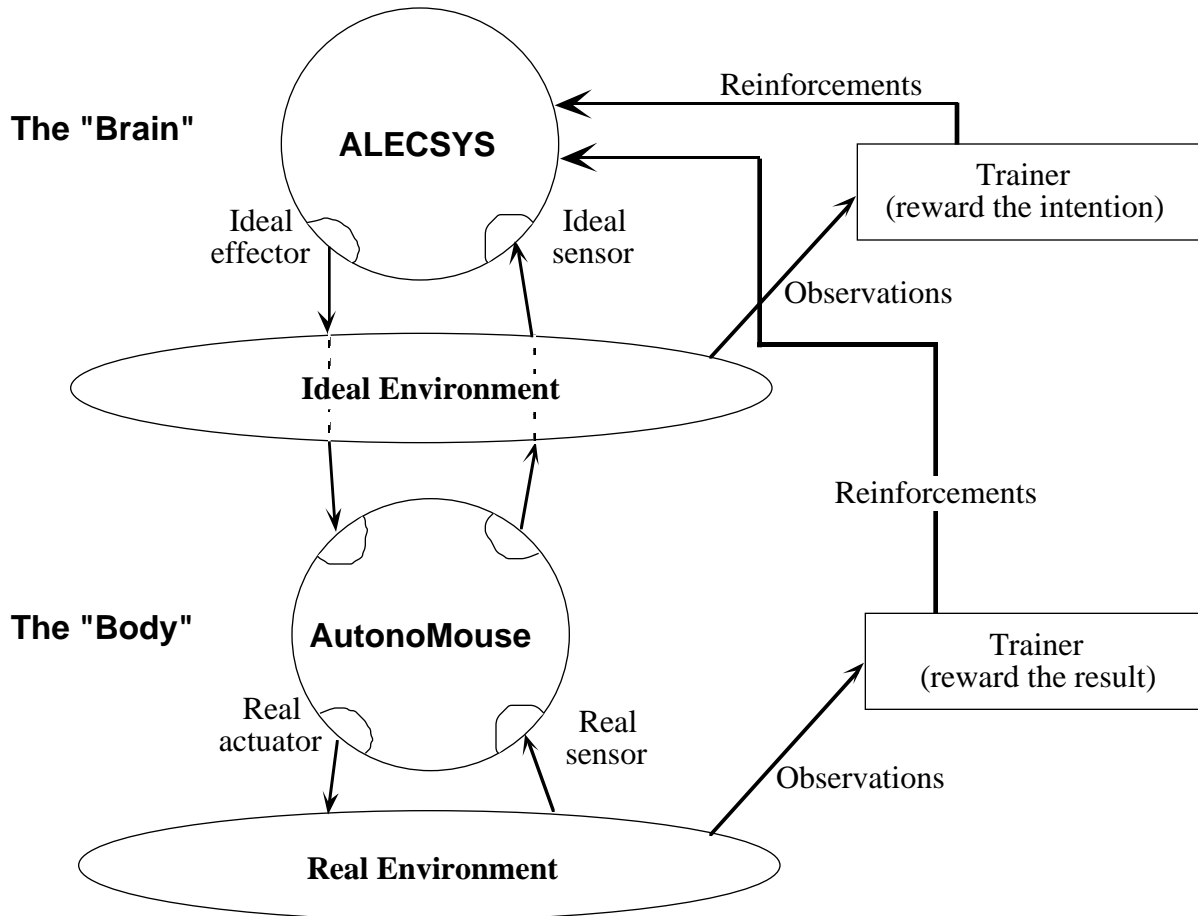 Reinforcements
The "Brain"
ALECSYS
Trainer
(reward the intention)
Ideal
effector
Ideal
sensor
Observations
Ideal Environment
Reinforcements
The "Body"
AutonoMouse
Trainer
(reward the result)
Real
actuator
Real
sensor
Observations
Real Environment